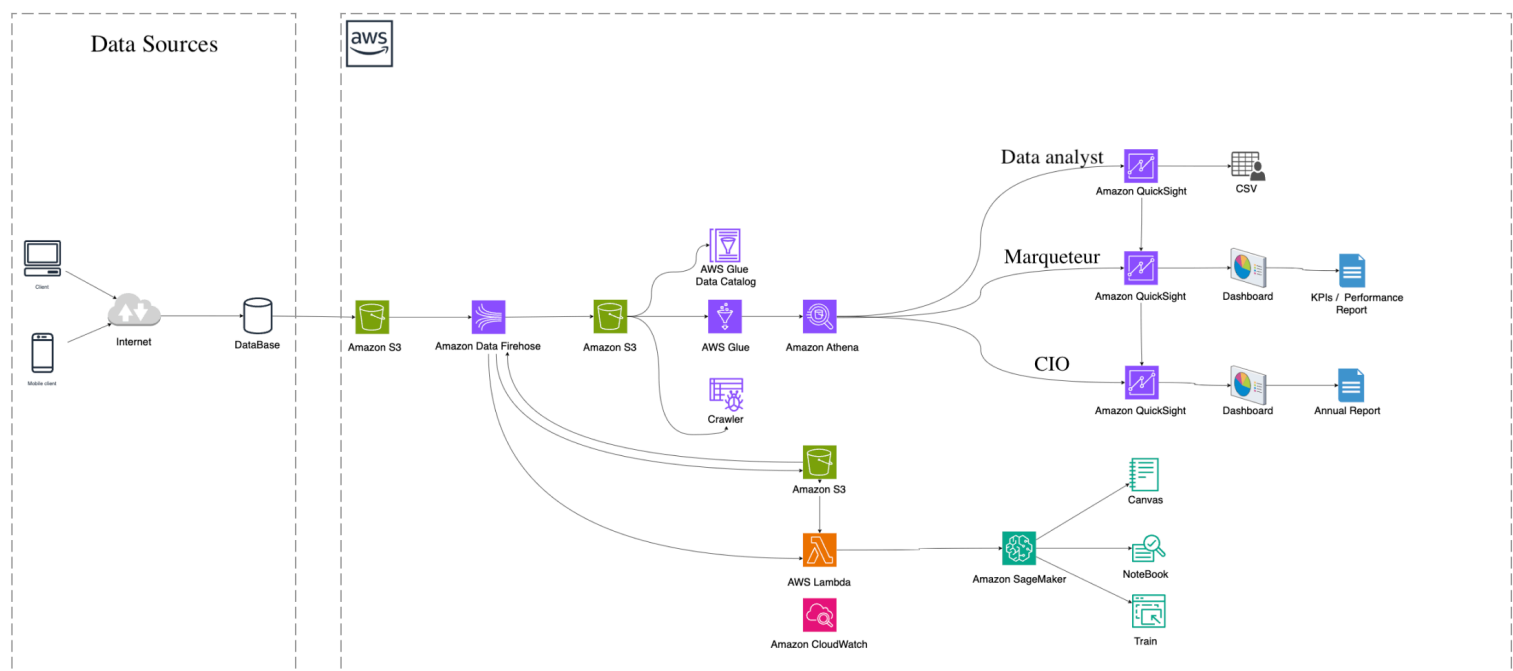 Data Sources
aws
Data analyst
Amazon QuickSight
CSV
Client
AWS Glue
Data Catalog
Marqueteur
Amazon QuickSight
Dashboard
KPIs / Performance
Report
Internet
DataBase
Amazon S3
Amazon Data Firehose
Amazon S3
AWS Glue
Amazon Athena
Mobile client
CIO
Amazon QuickSight
Dashboard
Annual Report
Crawler
Amazon S3
Canvas
AWS Lambda
Amazon SageMaker
NoteBook
Amazon CloudWatch
Train